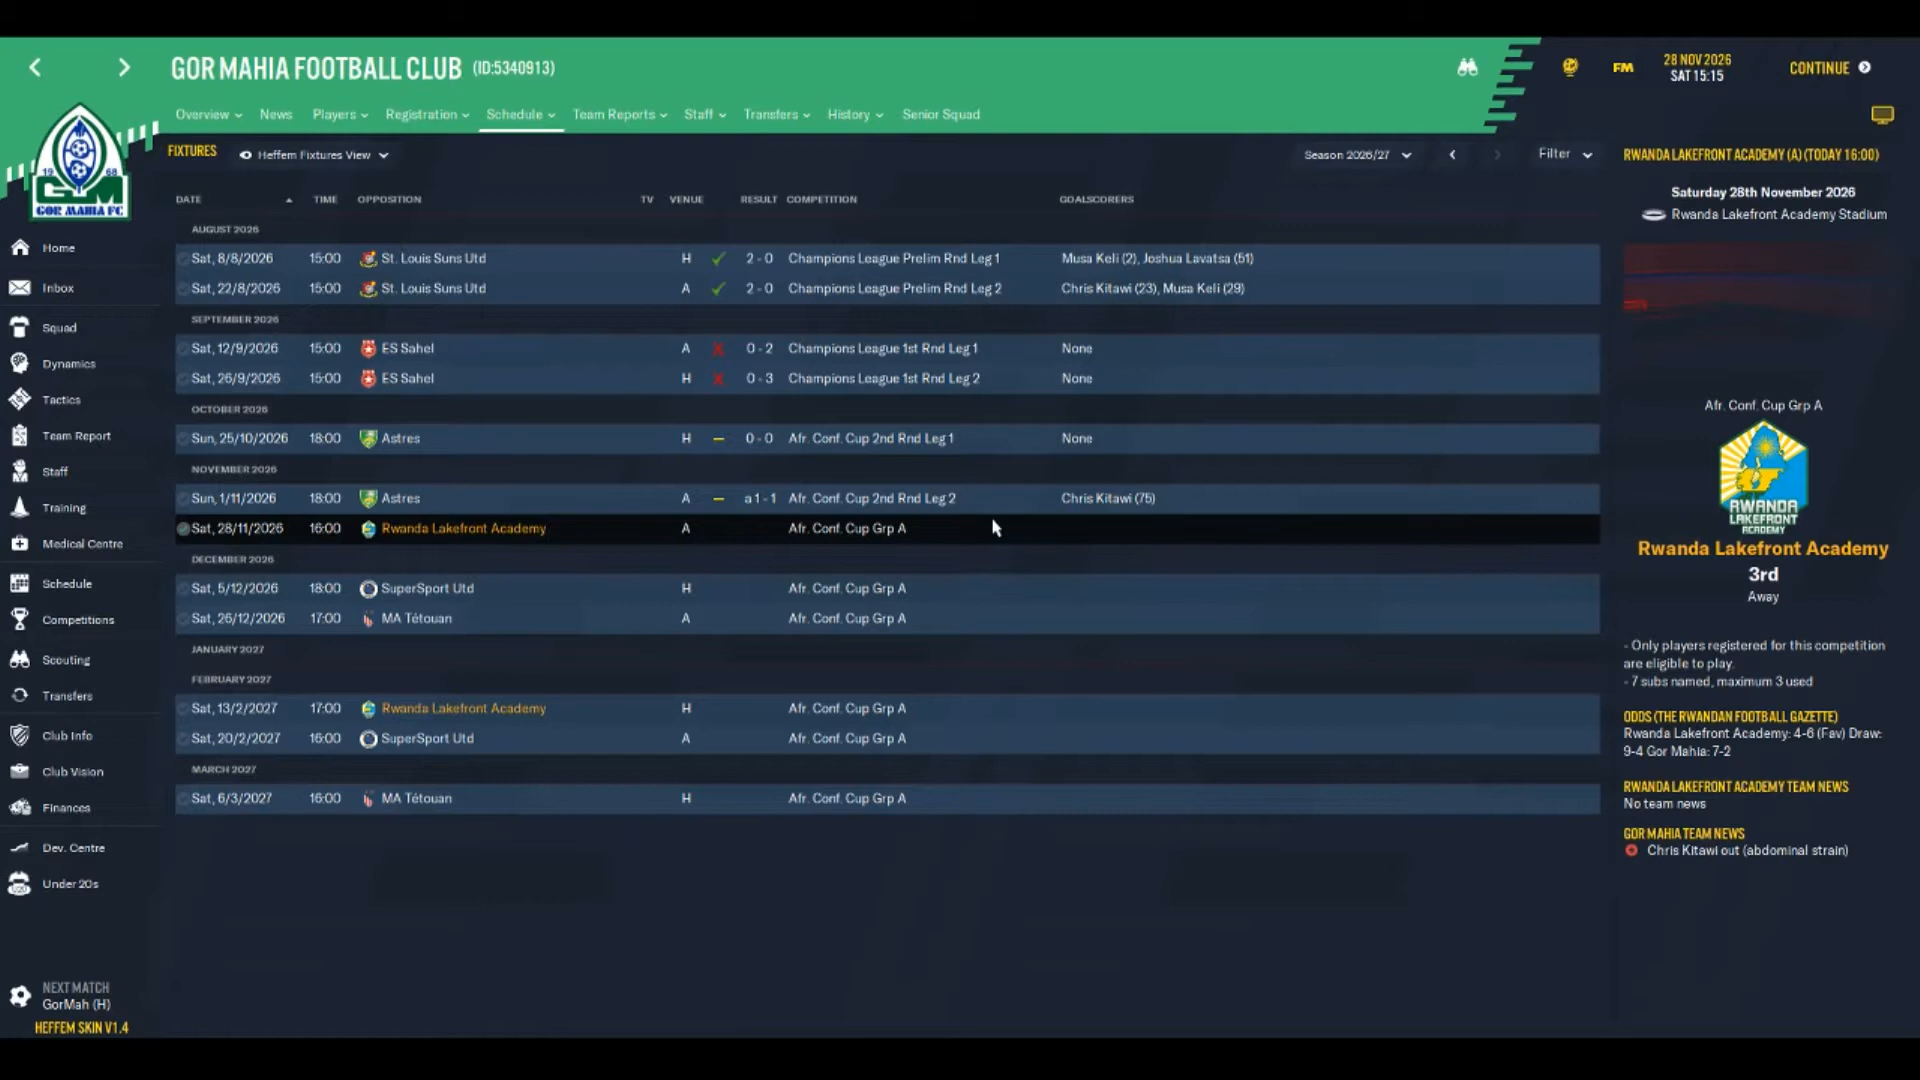 GOR MAHIA FOOTBALL CLUB (ID:5340913)
FM
28 NOV 2026
SAT 15:15
CONTINUE
Overview News Players Registration Schedule Team Reports Staff Transfers History Senior Squad
19 68
GM
GOR MAHIA FC
FIXTURES Heffem Fixtures View Season 2026/27 Filter
DATE TIME OPPOSITION TV VENUE RESULT COMPETITION GOALSCORERS
AUGUST 2026
Sat, 8/8/2026 15:00 St. Louis Suns Utd H 2 - 0 Champions League Prelim Rnd Leg 1 Musa Keli (2), Joshua Lavatsa (51)
Sat, 22/8/2026 15:00 St. Louis Suns Utd A 2 - 0 Champions League Prelim Rnd Leg 2 Chris Kitawi (23), Musa Keli (29)
SEPTEMBER 2026
Sat, 12/9/2026 15:00 ES Sahel A 0 - 2 Champions League 1st Rnd Leg 1 None
Sat, 26/9/2026 15:00 ES Sahel H 0 - 3 Champions League 1st Rnd Leg 2 None
OCTOBER 2026
Sun, 25/10/2026 18:00 Astres H 0 - 0 Afr. Conf. Cup 2nd Rnd Leg 1 None
NOVEMBER 2026
Sun, 1/11/2026 18:00 Astres A a 1 - 1 Afr. Conf. Cup 2nd Rnd Leg 2 Chris Kitawi (75)
Sat, 28/11/2026 16:00 Rwanda Lakefront Academy A Afr. Conf. Cup Grp A
DECEMBER 2026
Sat, 5/12/2026 18:00 SuperSport Utd H Afr. Conf. Cup Grp A
Sat, 26/12/2026 17:00 MA Tétouan A Afr. Conf. Cup Grp A
JANUARY 2027
FEBRUARY 2027
Sat, 13/2/2027 17:00 Rwanda Lakefront Academy H Afr. Conf. Cup Grp A
Sat, 20/2/2027 16:00 SuperSport Utd A Afr. Conf. Cup Grp A
MARCH 2027
Sat, 6/3/2027 16:00 MA Tétouan H Afr. Conf. Cup Grp A
Home
Inbox
Squad
Dynamics
Tactics
Team Report
Staff
Training
Medical Centre
Schedule
Competitions
Scouting
Transfers
Club Info
Club Vision
Finances
Dev. Centre
Under 20s
NEXT MATCH
GorMah (H)
HEFFEM SKIN V1.4
RWANDA LAKEFRONT ACADEMY (A) (TODAY 16:00)
Saturday 28th November 2026
Rwanda Lakefront Academy Stadium
Afr. Conf. Cup Grp A
RWANDA
LAKEFRONT
ACADEMY
Rwanda Lakefront Academy
3rd
Away
- Only players registered for this competition
are eligible to play.
- 7 subs named, maximum 3 used
ODDS (THE RWANDAN FOOTBALL GAZETTE)
Rwanda Lakefront Academy: 4-6 (Fav) Draw:
9-4 Gor Mahia: 7-2
RWANDA LAKEFRONT ACADEMY TEAM NEWS
No team news
GOR MAHIA TEAM NEWS
Chris Kitawi out (abdominal strain)